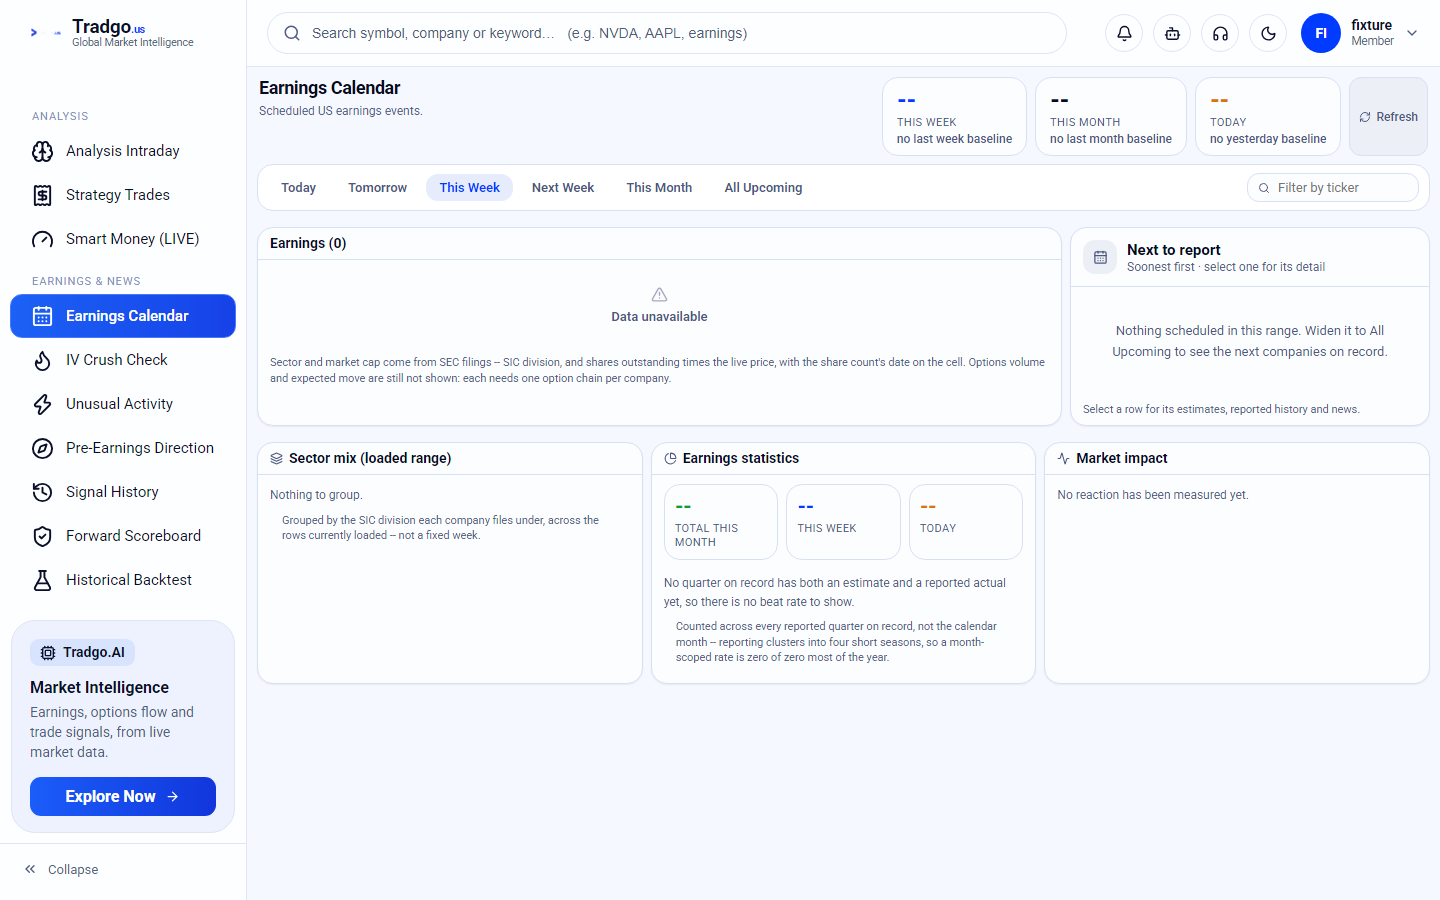 Tradgo.us
Global Market Intelligence
Search symbol, company or keyword... (e.g. NVDA, AAPL, earnings)
FI
fixture
Member
ANALYSIS
Analysis Intraday
Strategy Trades
Smart Money (LIVE)
EARNINGS & NEWS
Earnings Calendar
IV Crush Check
Unusual Activity
Pre-Earnings Direction
Signal History
Forward Scoreboard
Historical Backtest
Tradgo.AI
Market Intelligence
Earnings, options flow and
trade signals, from live
market data.
Explore Now →
Collapse
Earnings Calendar
Scheduled US earnings events.
--
THIS WEEK
no last week baseline
--
THIS MONTH
no last month baseline
--
TODAY
no yesterday baseline
Refresh
Today Tomorrow This Week Next Week This Month All Upcoming
Filter by ticker
Earnings (0)
Data unavailable
Sector and market cap come from SEC filings – SIC division, and shares outstanding times the live price, with the share count's date on the cell. Options volume
and expected move are still not shown: each needs one option chain per company.
Next to report
Soonest first · select one for its detail
Nothing scheduled in this range. Widen it to All
Upcoming to see the next companies on record.
Select a row for its estimates, reported history and news.
Sector mix (loaded range)
Nothing to group.
Grouped by the SIC division each company files under, across the
rows currently loaded – not a fixed week.
Earnings statistics
--
TOTAL THIS
MONTH
--
THIS WEEK
--
TODAY
No quarter on record has both an estimate and a reported actual
yet, so there is no beat rate to show.
Counted across every reported quarter on record, not the calendar
month – reporting clusters into four short seasons, so a month-
scoped rate is zero of zero most of the year.
Market impact
No reaction has been measured yet.